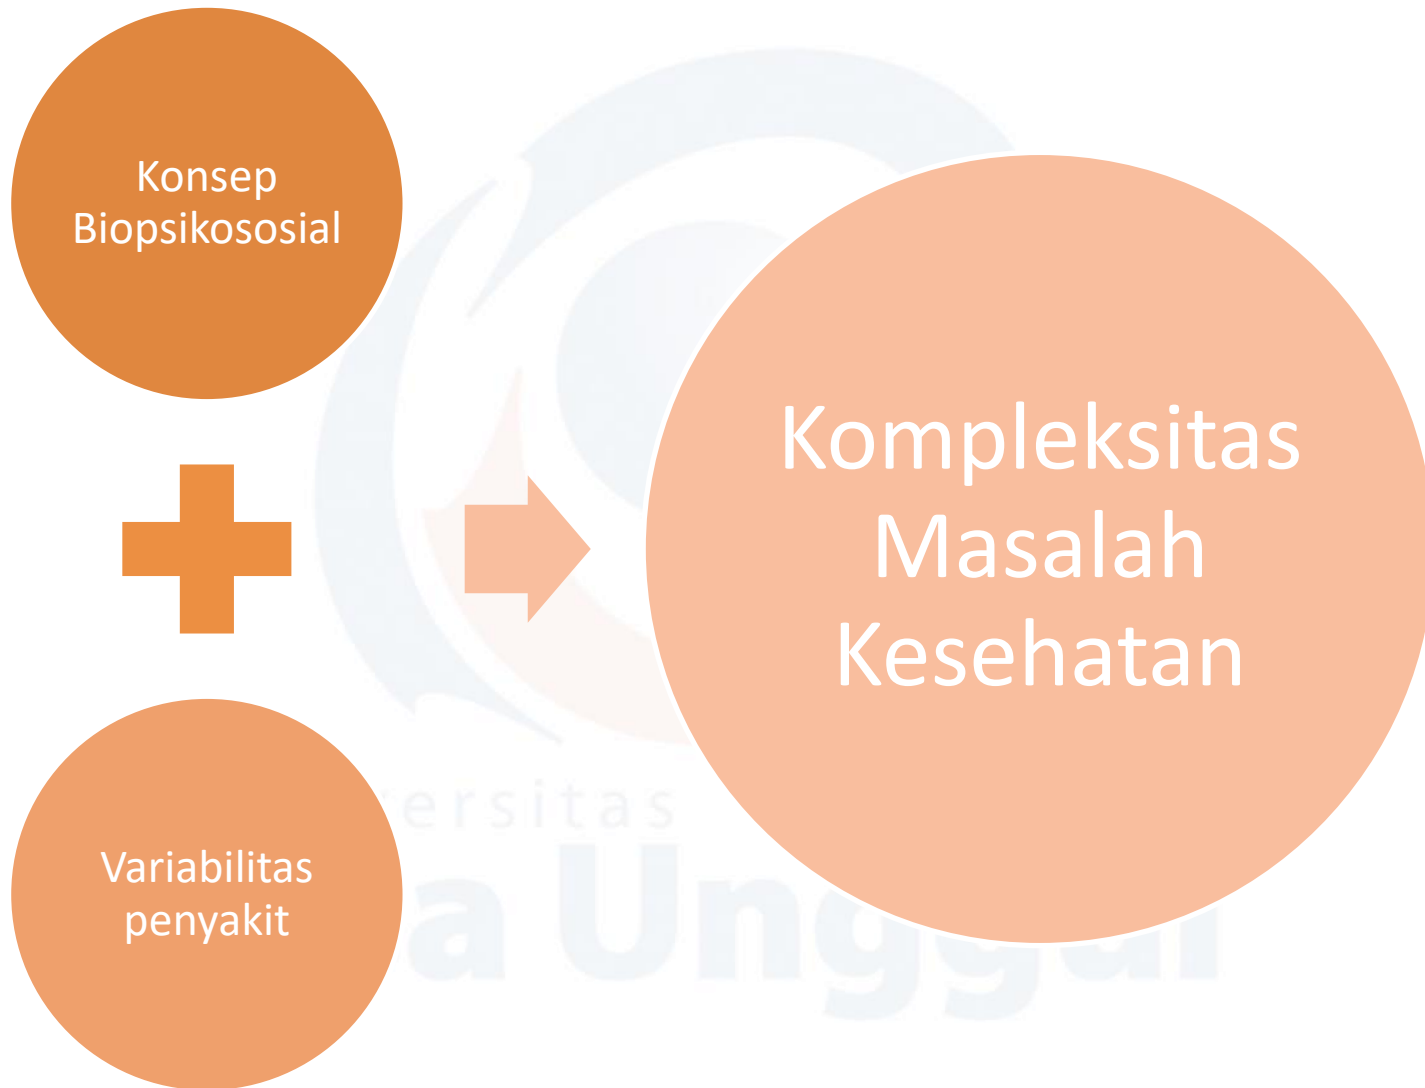 Konsep
Biopsikososial
Variabilitas
penyakit
Kompleksitas
Masalah
Kesehatan